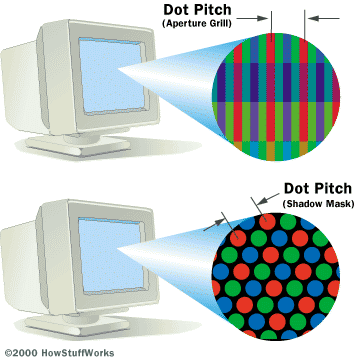 Dot Pitch
(Aperture Grill)
Dot Pitch
(Shadow Mask)
©2000 HowStuffWorks